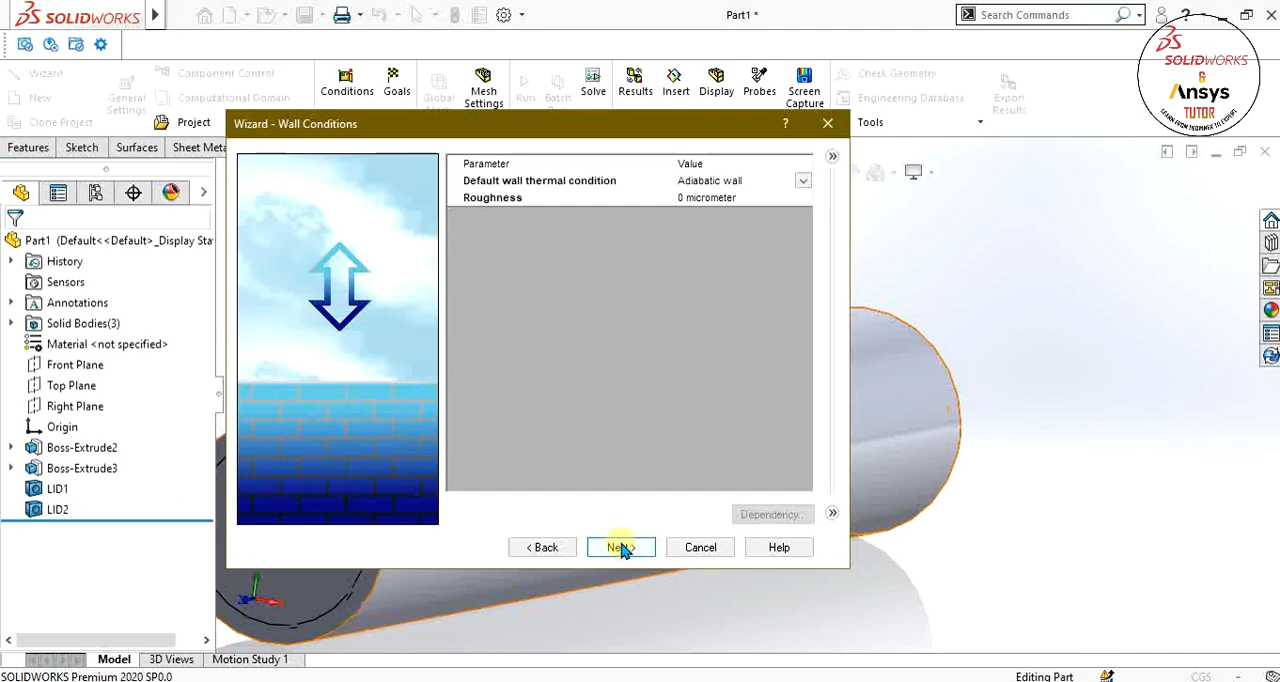 SOLIDWORKS
Part1 *
Search Commands
SOLIDWORKS
&
Ansys
TUTOR
Wizard
New
Clone Project
General Settings
Component Control
Computational Domain
Project
Conditions
Goals
Global
Mesh Settings
Run
Batch
Solve
Results
Insert
Display
Probes
Screen Capture
Check Geometry
Engineering Database
Tools
Export Results
Features
Sketch
Surfaces
Sheet Meta
Wizard - Wall Conditions
?
Parameter
Value
Default wall thermal condition
Adiabatic wall
Roughness
0 micrometer
Dependency..
< Back
Cancel
Help
Part1 (Default<<Default>_Display Sta
History
Sensors
Annotations
Solid Bodies(3)
Material <not specified>
Front Plane
Top Plane
Right Plane
Origin
Boss-Extrude2
Boss-Extrude3
LID1
LID2
Model
3D Views
Motion Study 1
SOLIDWORKS Premium 2020 SP0.0
Editing Part
CGS